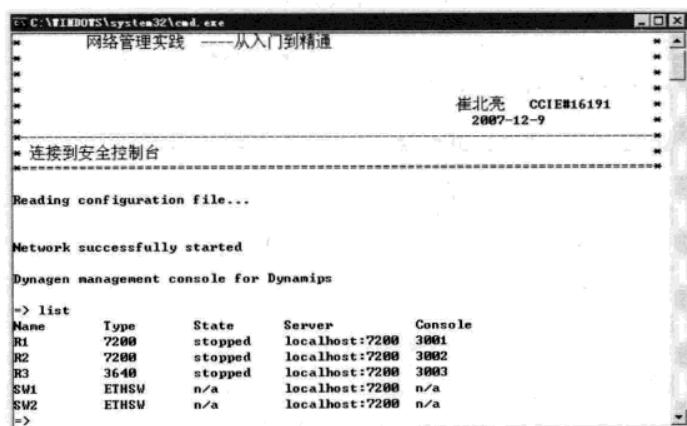 C:\WINDOWS\system32\cmd.exe
* 网络管理实践 ----从入门到精通 *
* *
* *
* *
* 崔北亮 CCIE#16191 *
* 2007-12-9 *
*----------------------------------------------------------------*
* 连接到安全控制台 *
*================================================================*
Reading configuration file...
Network successfully started
Dynagen management console for Dynamips
=> list
Name Type State Server Console
R1 7200 stopped localhost:7200 3001
R2 7200 stopped localhost:7200 3002
R3 3640 stopped localhost:7200 3003
SW1 ETHSW n/a localhost:7200 n/a
SW2 ETHSW n/a localhost:7200 n/a
=>